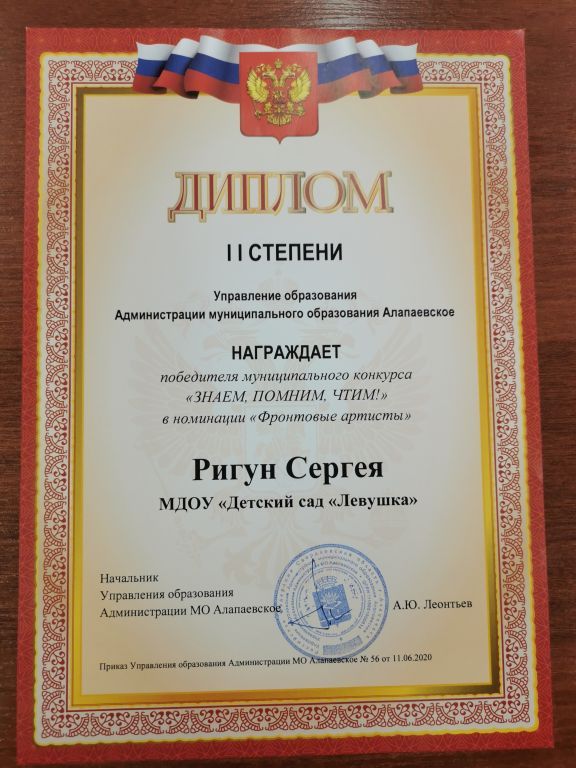 ДИПЛОМ
I I СТЕПЕНИ
Управление образования
Администрации муниципального образования Алапаевское
НАГРАЖДАЕТ
победителя муниципального конкурса
«ЗНАЕМ, ПОМНИМ, ЧТИМ!»
в номинации «Фронтовые артисты»
Ригун Сергея
МДОУ «Детский сад «Левушка»
Начальник
Управления образования
Администрации МО Алапаевское
А.Ю. Леонтьев
Приказ Управления образования Администрации МО Алапаевское № 56 от 11.06.2020